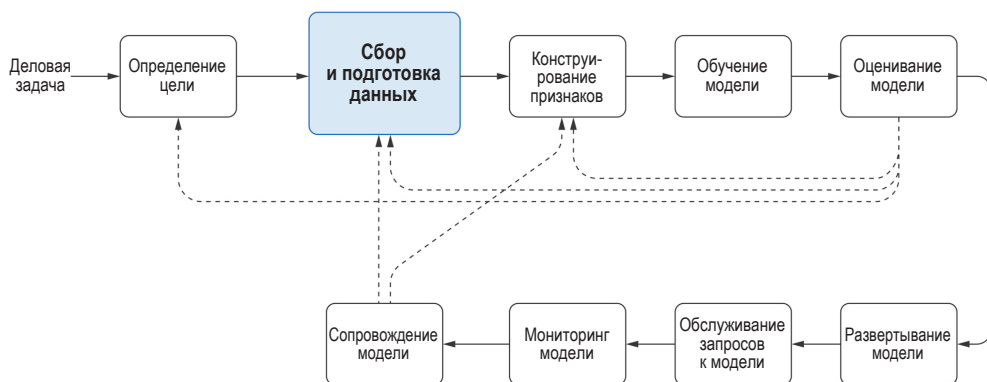 Деловая
задача
Определение
цели
Сбор
и подготовка
данных
Конструи-
рование
признаков
Обучение
модели
Оценивание
модели
Сопровождение
модели
Мониторинг
модели
Обслуживание
запросов
к модели
Развертывание
модели